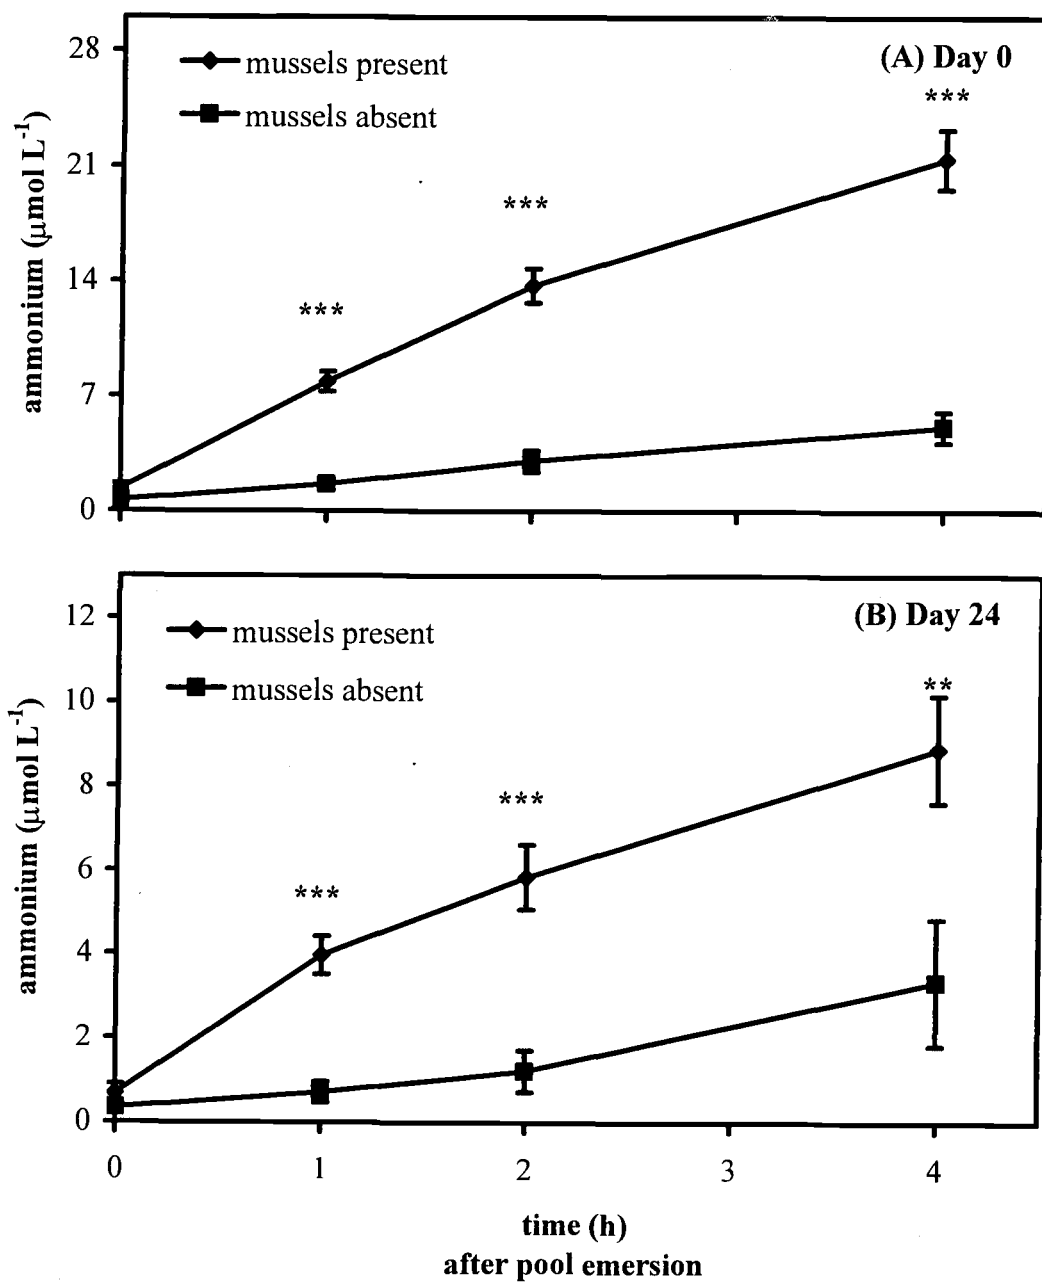 (A) Day 0
mussels present
mussels absent
***
***
***
28
21
14
7
0
ammonium (μmol L⁻¹)
(B) Day 24
mussels present
mussels absent
***
***
**
12
10
8
6
4
2
0
ammonium (μmol L⁻¹)
0 1 2 3 4
time (h)
after pool emersion